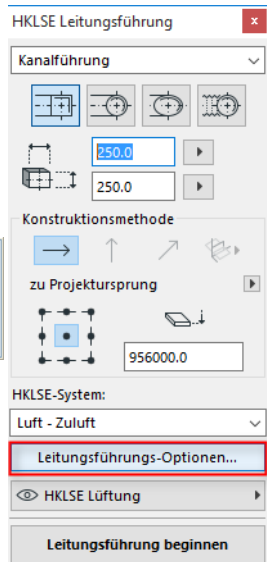 HKLSE Leitungsführung
x
Kanalführung
250.0
250.0
Konstruktionsmethode
zu Projektursprung
956000.0
HKLSE-System:
Luft - Zuluft
Leitungsführungs-Optionen...
HKLSE Lüftung
Leitungsführung beginnen